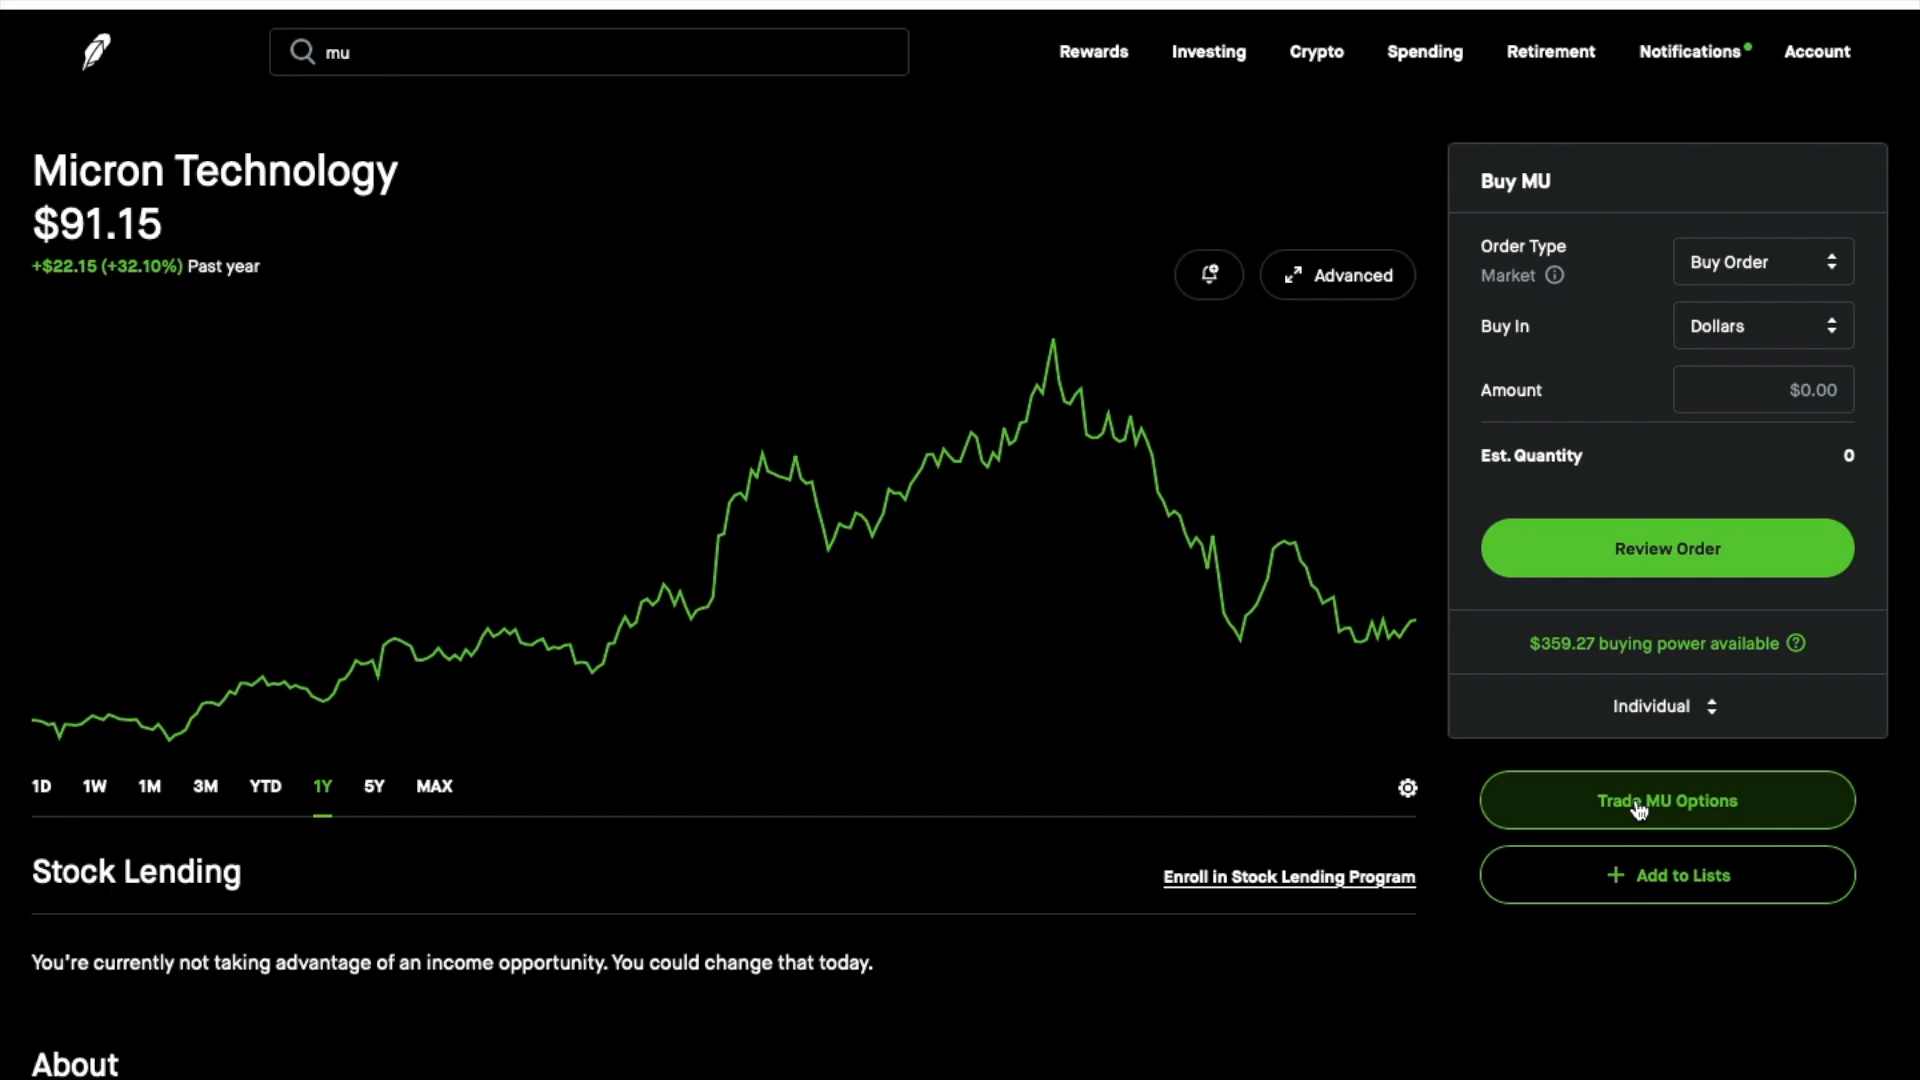 mu
Rewards
Investing
Crypto
Spending
Retirement
Notifications
Account
Micron Technology
$91.15
+$22.15 (+32.10%) Past year
Advanced
1D
1W
1M
3M
YTD
1Y
5Y
MAX
Stock Lending
Enroll in Stock Lending Program
You're currently not taking advantage of an income opportunity. You could change that today.
About
Buy MU
Order Type
Market
Buy Order
Buy In
Dollars
Amount
$0.00
Est. Quantity
0
Review Order
$359.27 buying power available
Individual
Trade MU Options
+ Add to Lists